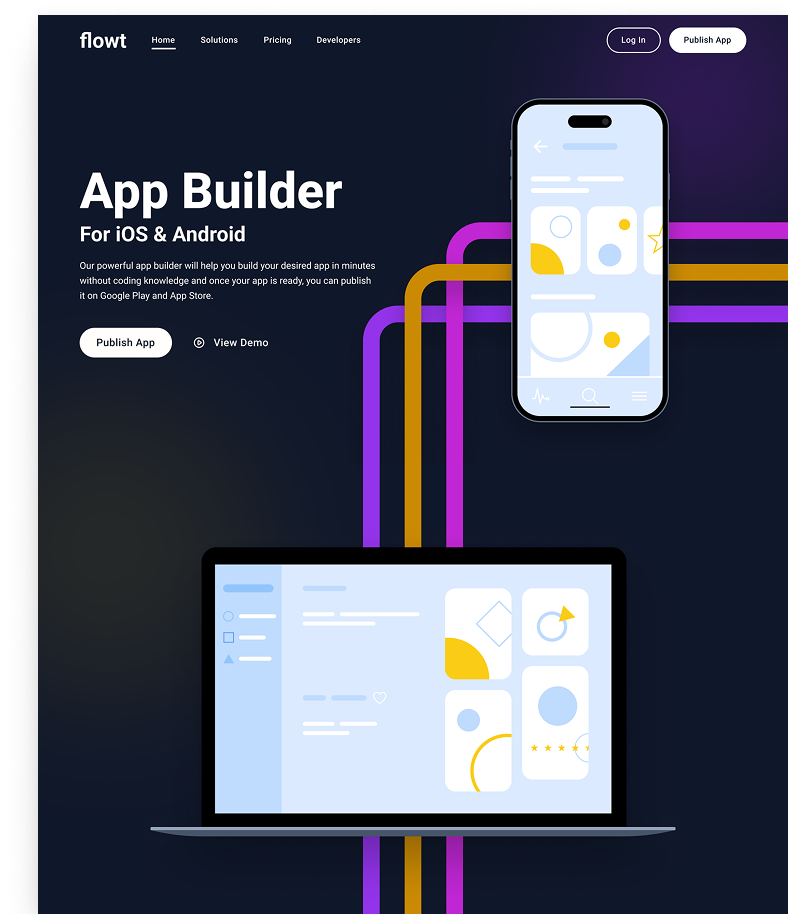 flowt
Home
Solutions
Pricing
Developers
Log In
Publish App
App Builder
For iOS & Android
Our powerful app builder will help you build your desired app in minutes
without coding knowledge and once your app is ready, you can publish
it on Google Play and App Store.
Publish App
View Demo